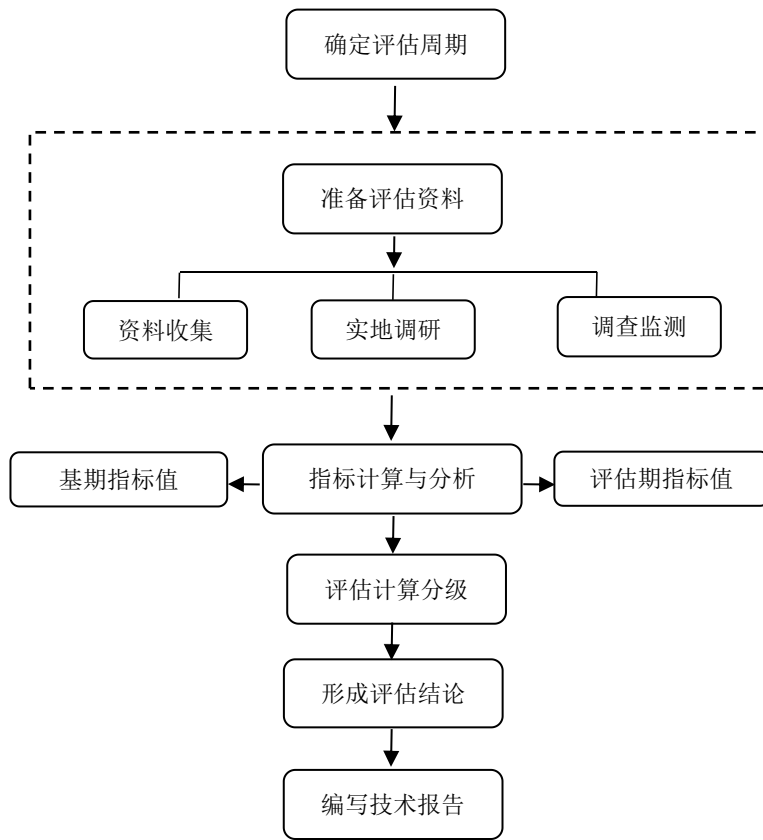 确定评估周期
准备评估资料
资料收集
实地调研
调查监测
基期指标值
指标计算与分析
评估期指标值
评估计算分级
形成评估结论
编写技术报告